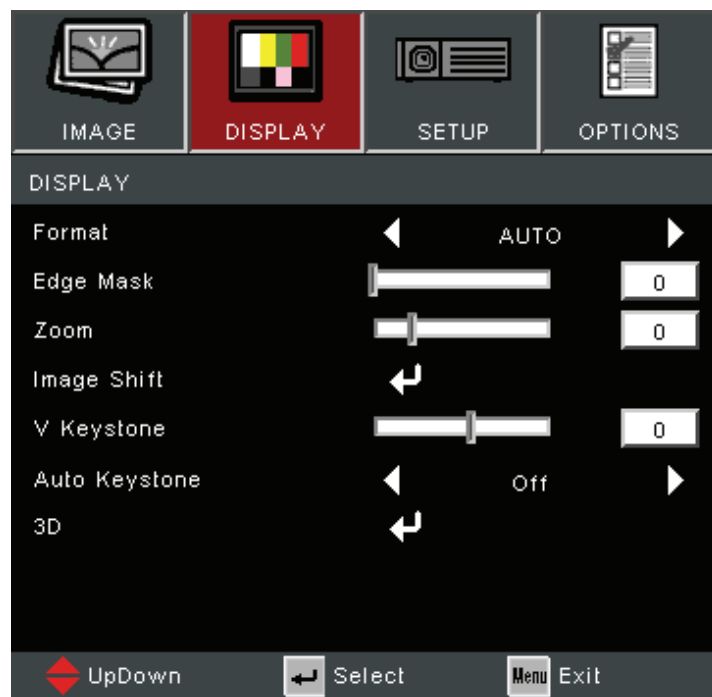 IMAGE DISPLAY SETUP OPTIONS
DISPLAY
Format AUTO
Edge Mask 0
Zoom 0
Image Shift
V Keystone 0
Auto Keystone Off
3D
UpDown Select Menu Exit